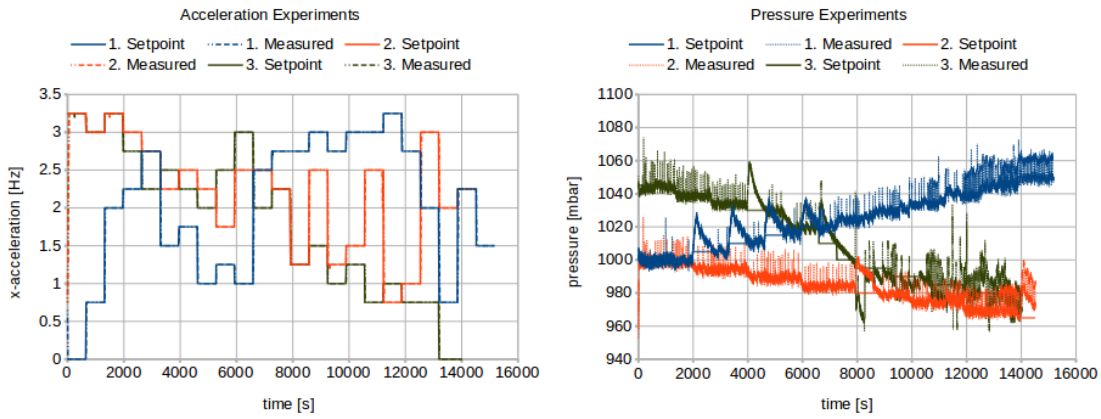 Acceleration Experiments
1. Setpoint 1. Measured 2. Setpoint
2. Measured 3. Setpoint 3. Measured
3.5
3
2.5
2
1.5
1
0.5
0
0 2000 4000 6000 8000 10000 12000 14000 16000
x-accleration [Hz]
time [s]
Pressure Experiments
1. Setpoint 1. Measured 2. Setpoint
2. Measured 3. Setpoint 3. Measured
1100
1080
1060
1040
1020
1000
980
960
940
0 2000 4000 6000 8000 10000 12000 14000 16000
pressure [mbar]
time [s]